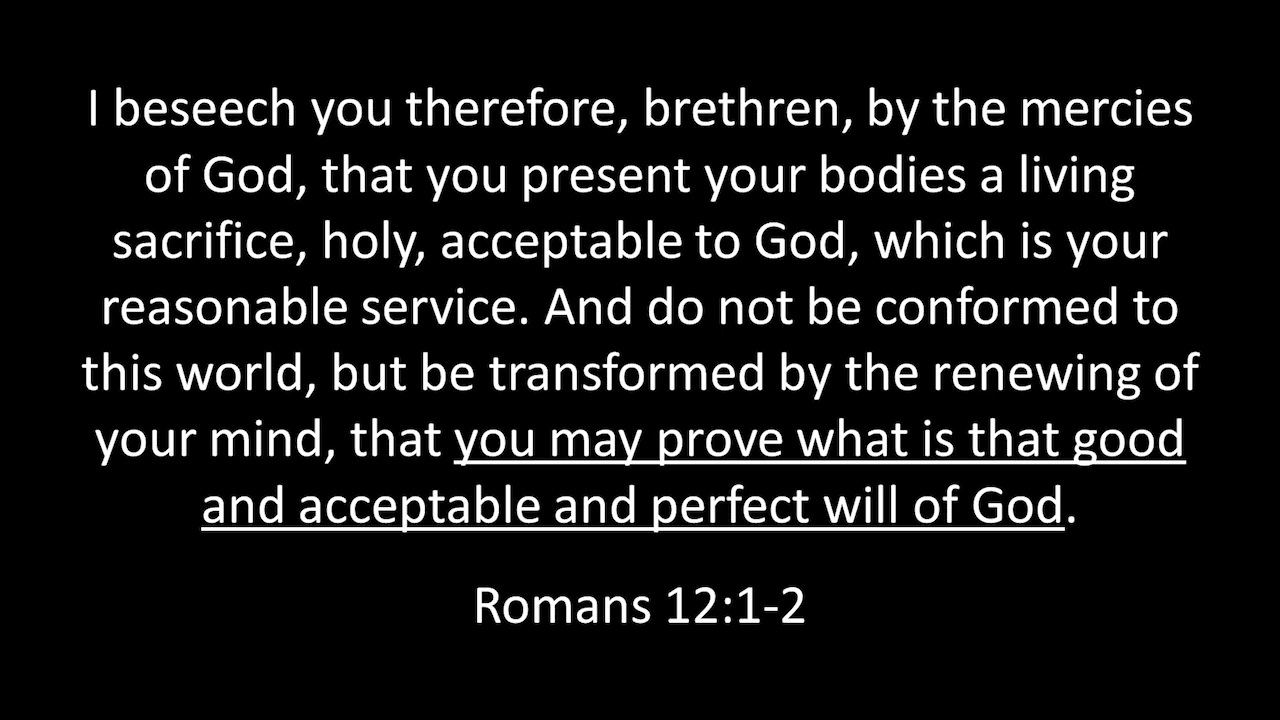 I beseech you therefore, brethren, by the mercies
of God, that you present your bodies a living
sacrifice, holy, acceptable to God, which is your
reasonable service. And do not be conformed to
this world, but be transformed by the renewing of
your mind, that you may prove what is that good
and acceptable and perfect will of God.
Romans 12:1-2